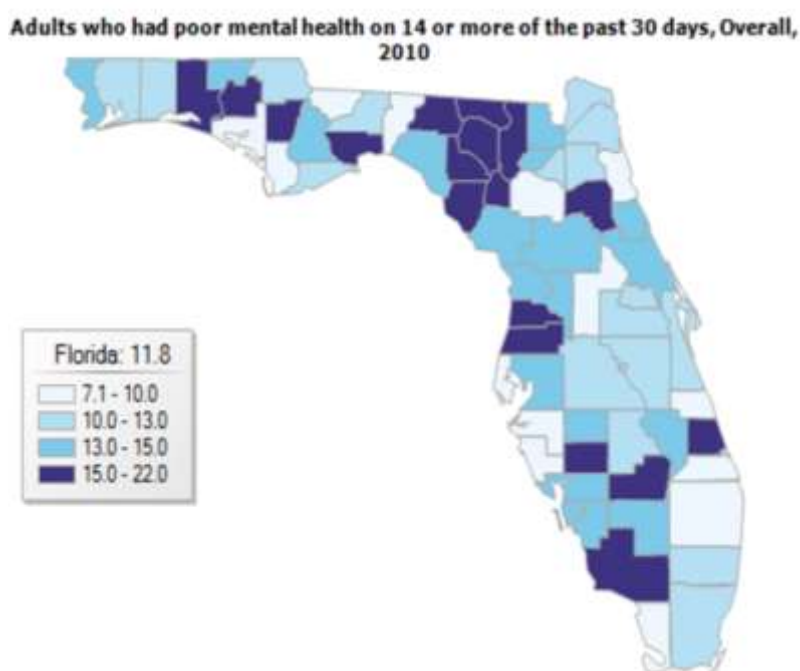 Adults who had poor mental health on 14 or more of the past 30 days, Overall,
2010
Florida: 11.8
7.1 - 10.0
10.0 - 13.0
13.0 - 15.0
15.0 - 22.0